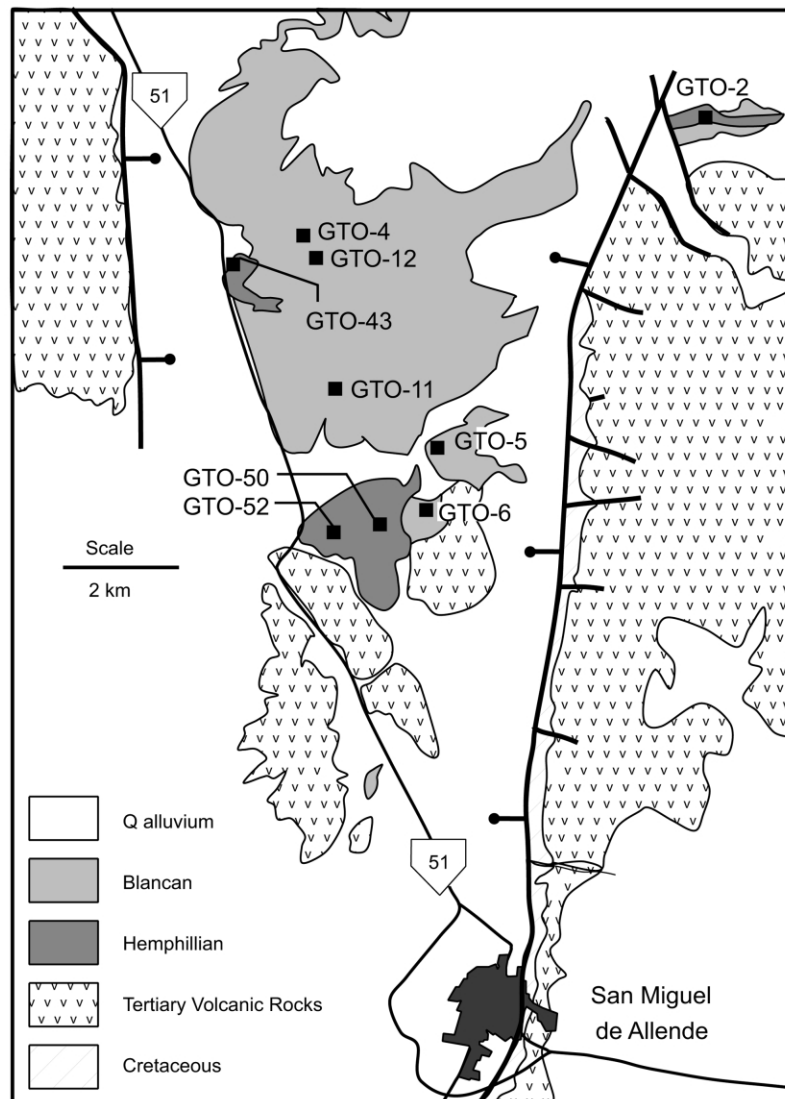 51
GTO-2
GTO-4
GTO-12
GTO-43
GTO-11
GTO-5
GTO-50
GTO-52
GTO-6
Scale
2 km
51
Q alluvium
Blancan
Hemphillian
Tertiary Volcanic Rocks
Cretaceous
San Miguel
de Allende